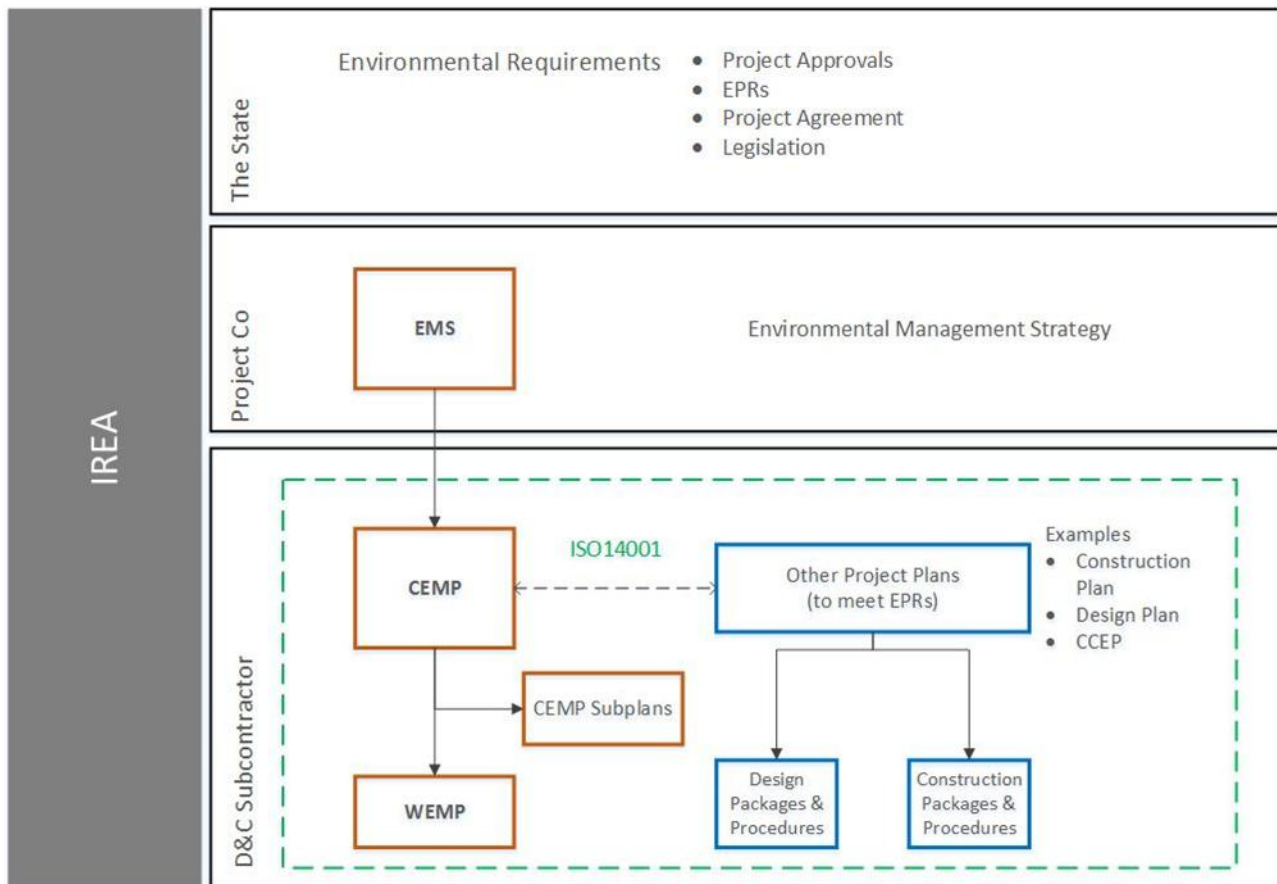 IREA
The State
Environmental Requirements
• Project Approvals
• EPRs
• Project Agreement
• Legislation
Project Co
EMS
Environmental Management Strategy
D&C Subcontractor
ISO14001
CEMP
Other Project Plans
(to meet EPRs)
Examples
• Construction
Plan
• Design Plan
• CCEP
CEMP Subplans
WEMP
Design
Packages &
Procedures
Construction
Packages &
Procedures